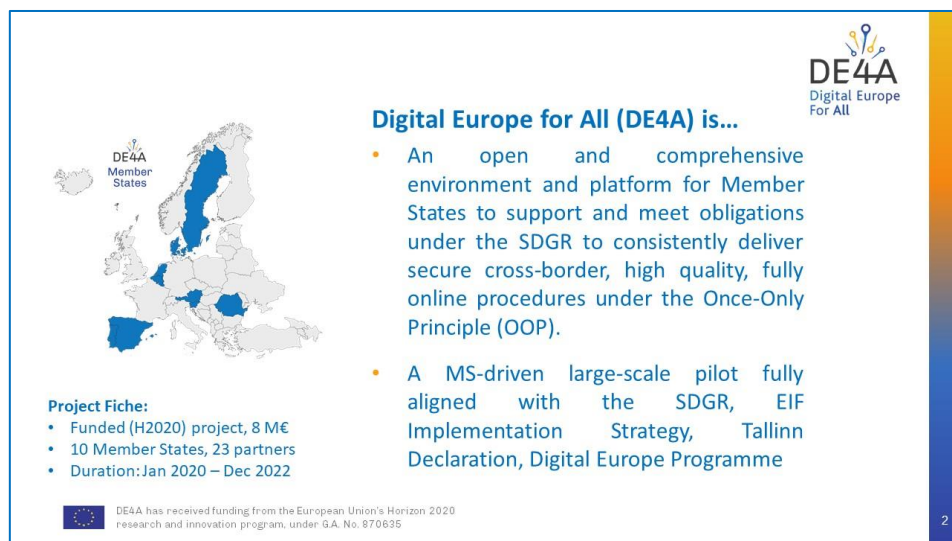 DE4A
Digital Europe
For All
DE4A
Member
States
Digital Europe for All (DE4A) is...
• An open and comprehensive
environment and platform for Member
States to support and meet obligations
under the SDGR to consistently deliver
secure cross-border, high quality, fully
online procedures under the Once-Only
Principle (OOP).
• A MS-driven large-scale pilot fully
aligned with the SDGR, EIF
Implementation Strategy, Tallinn
Declaration, Digital Europe Programme
Project Fiche:
• Funded (H2020) project, 8 M€
• 10 Member States, 23 partners
• Duration: Jan 2020 – Dec 2022
DE4A has received funding from the European Union's Horizon 2020
research and innovation program, under G.A. No. 870635
2